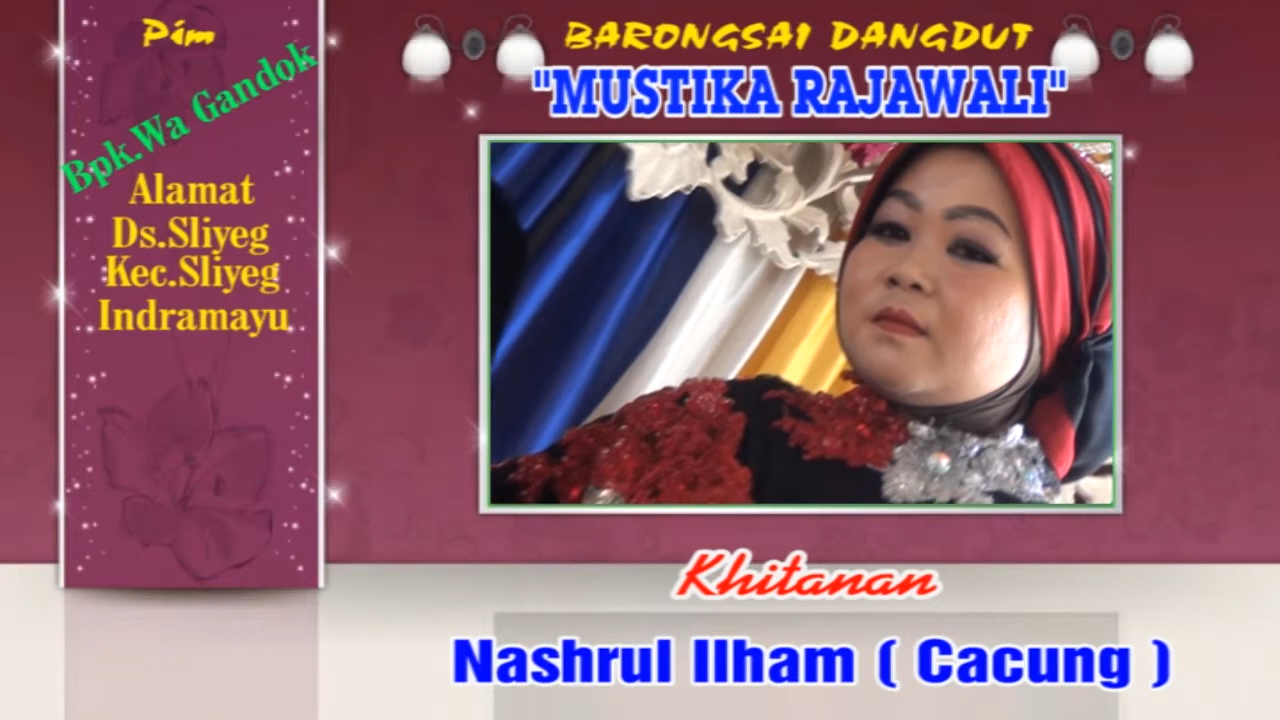 Pim
Bpk.Wa Gandok
Alamat
Ds.Sliyeg
Kec.Sliyeg
Indramayu
BARONGSAI DANGDUT
"MUSTIKA RAJAWALI"
Khitanan
Nashrul Ilham ( Cacung )